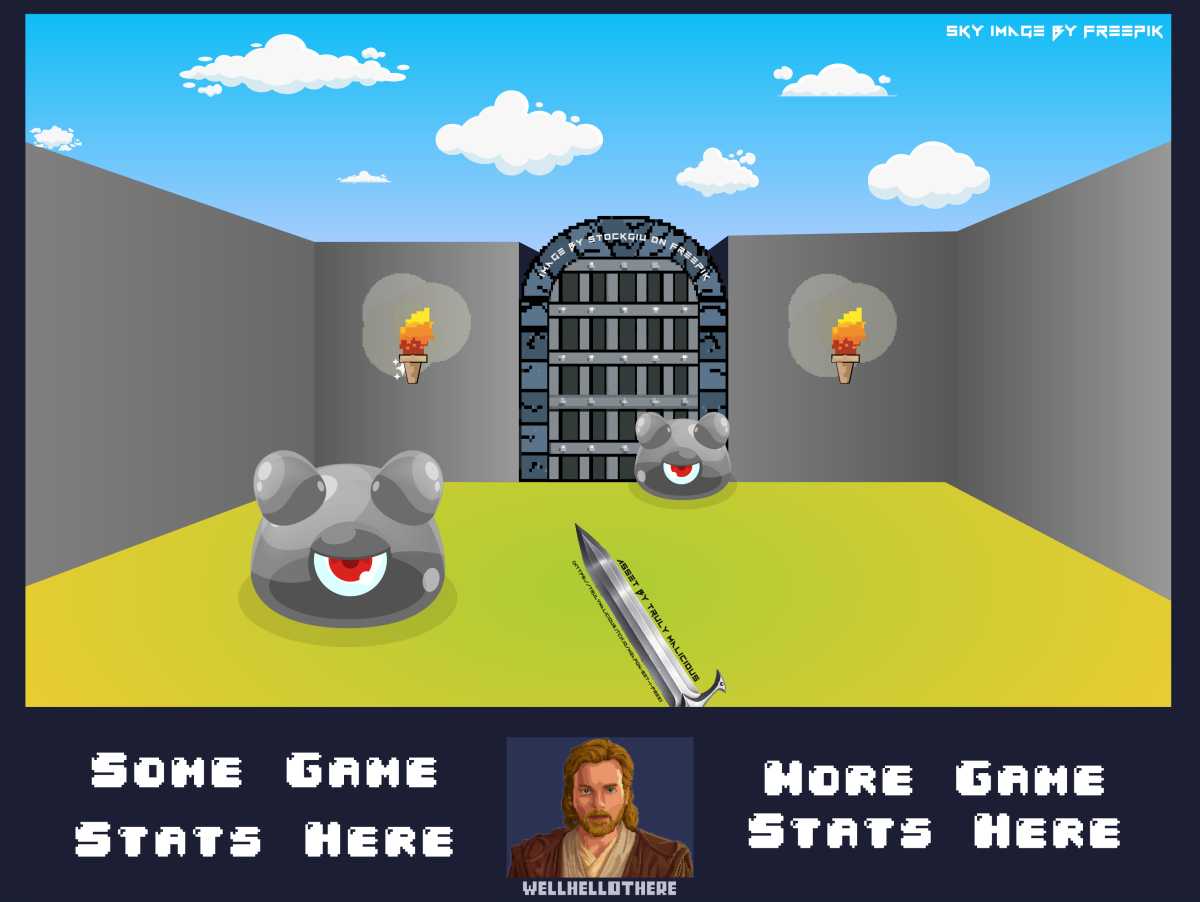 SKY IMAGE BY FREEPIK
IMAGE BY STOCKGIU ON FREEPIK
ASSET BY TRULY MALICIOUS
Some Game
Stats Here
More Game
Stats Here
WELLHELLOTHERE